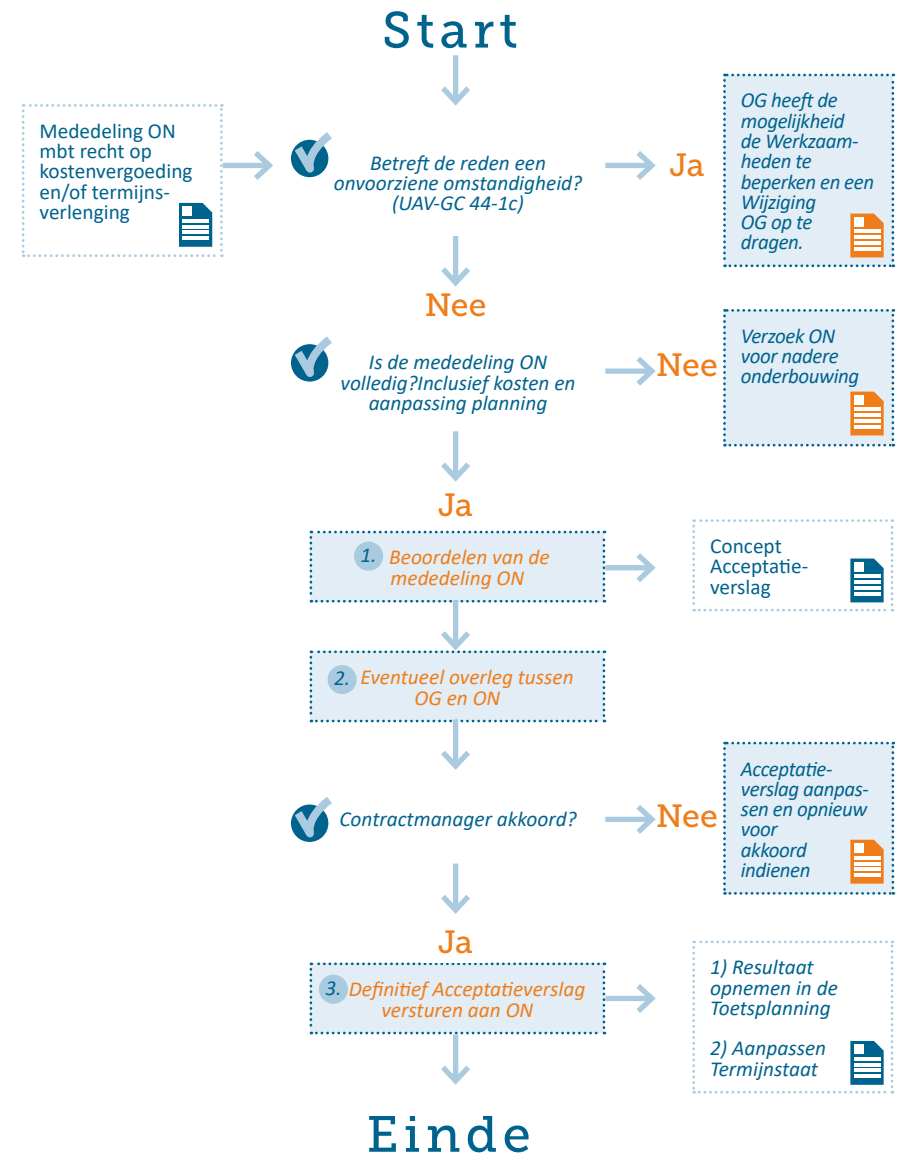 Start
Mededeling ON
mbt recht op
kostenvergoeding
en/of termijns-
verlenging
Betreft de reden een
onvoorziene omstandigheid?
(UAV-GC 44-1c)
Ja
OG heeft de
mogelijkheid
de Werkzaam-
heden te
beperken en een
Wijziging
OG op te
dragen.
Nee
Is de mededeling ON
volledig?Inclusief kosten en
aanpassing planning
Nee
Verzoek ON
voor nadere
onderbouwing
Ja
1. Beoordelen van de
mededeling ON
Concept
Acceptatie-
verslag
2. Eventueel overleg tussen
OG en ON
Contractmanager akkoord?
Nee
Acceptatie-
verslag aanpas-
sen en opnieuw
voor
akkoord
indienen
Ja
3. Definitief Acceptatieverslag
versturen aan ON
1) Resultaat
opnemen in de
Toetsplanning
2) Aanpassen
Termijnstaat
Einde